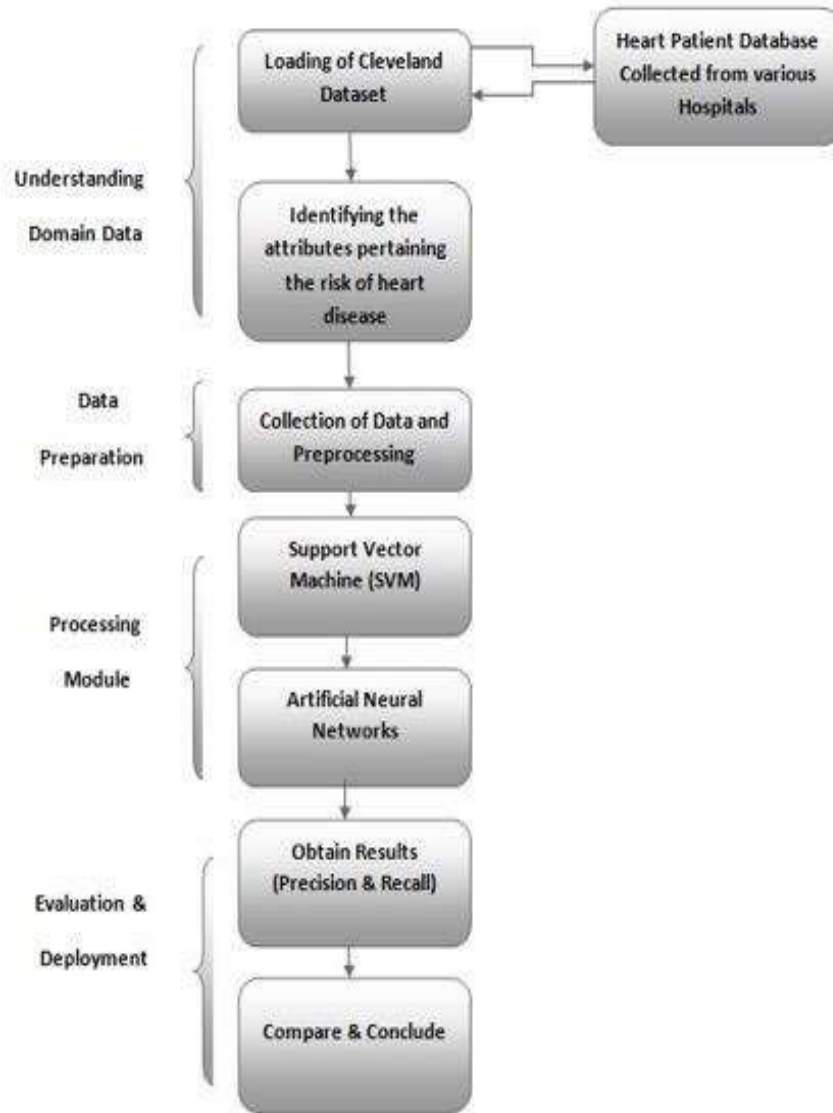 Loading of Cleveland
Dataset
Heart Patient Database
Collected from various
Hospitals
Understanding
Domain Data
Identifying the
attributes pertaining
the risk of heart
disease
Data
Preparation
Collection of Data and
Preprocessing
Support Vector
Machine (SVM)
Processing
Module
Artificial Neural
Networks
Obtain Results
(Precision & Recall)
Evaluation &
Deployment
Compare & Conclude